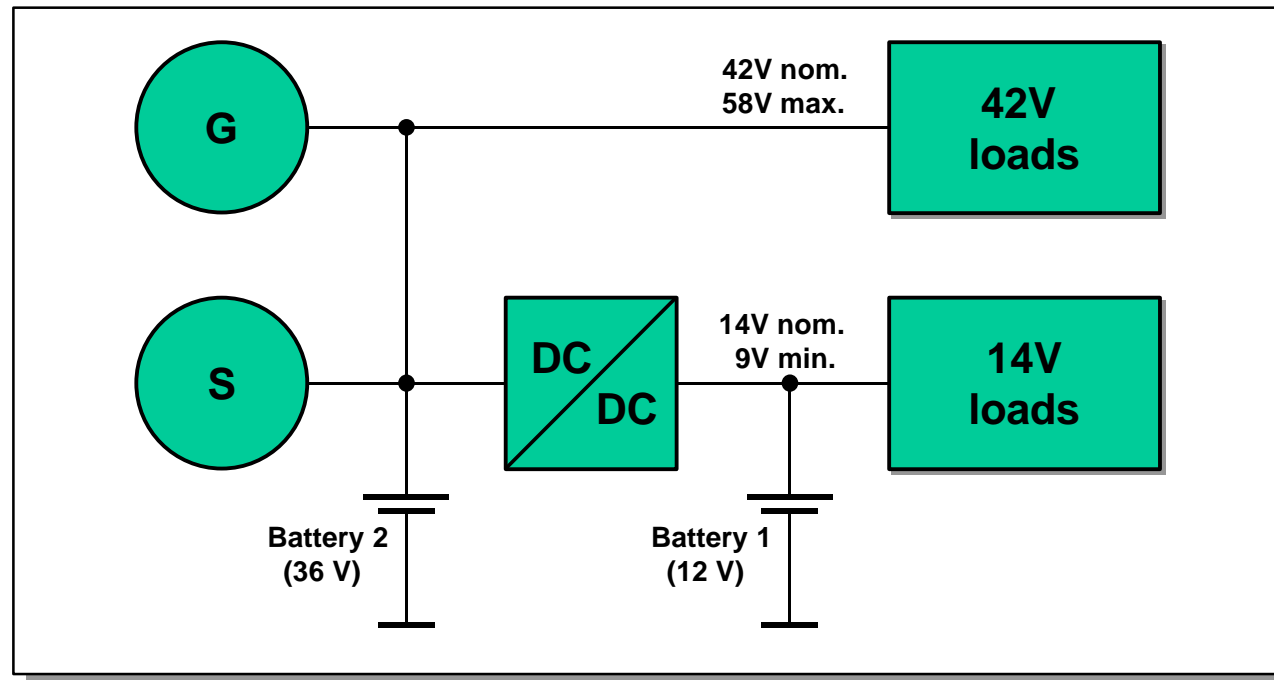 G
42V nom.
58V max.
42V
loads
S
DC
DC
14V nom.
9V min.
14V
loads
Battery 2
(36 V)
Battery 1
(12 V)